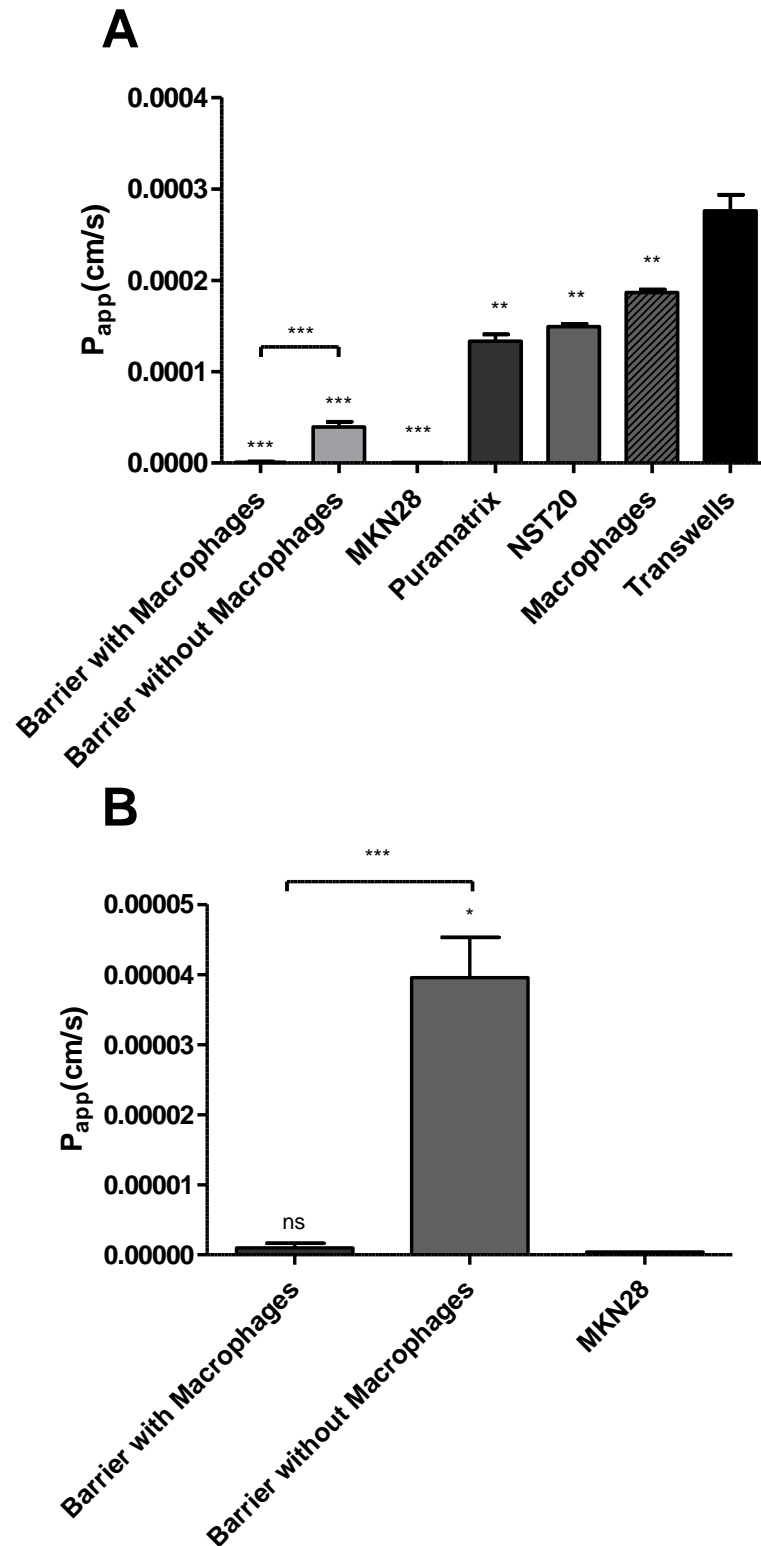 A
0.0004
0.0003
0.0002
0.0001
0.0000
Papp(cm/s)
***
***
***
***
**
**
**
Barrier with Macrophages
Barrier without Macrophages
MKN28
Puramatrix
NST20
Macrophages
Transwells
B
***
*
ns
0.00005
0.00004
0.00003
0.00002
0.00001
0.00000
Papp(cm/s)
Barrier with Macrophages
Barrier without Macrophages
MKN28